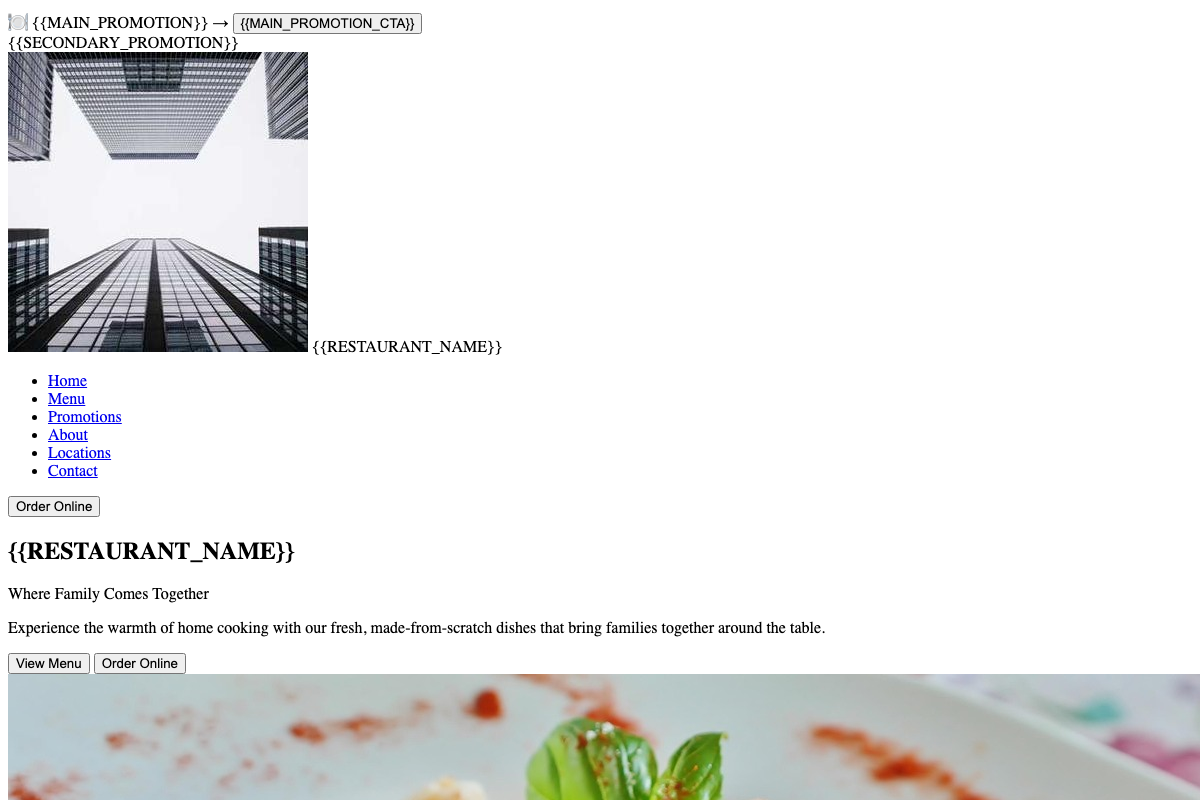 🍽️ {{MAIN_PROMOTION}} → {{MAIN_PROMOTION_CTA}}
{{SECONDARY_PROMOTION}}
{{RESTAURANT_NAME}}
Home
Menu
Promotions
About
Locations
Contact
Order Online
{{RESTAURANT_NAME}}
Where Family Comes Together
Experience the warmth of home cooking with our fresh, made-from-scratch dishes that bring families together around the table.
View Menu Order Online